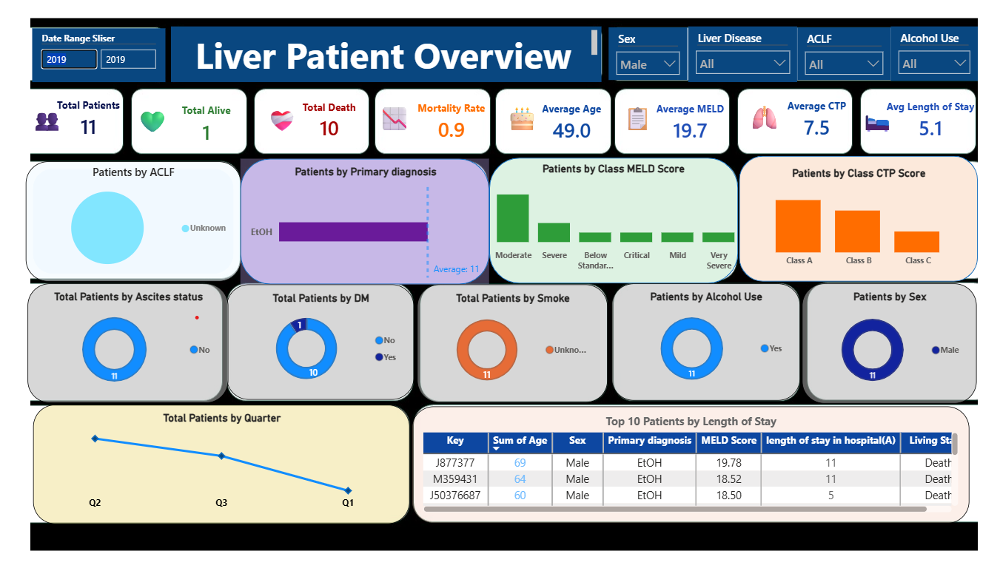 Date Range Sliser
2019
2019
Liver Patient Overview
Sex
Male
Liver Disease
All
ACLF
All
Alcohol Use
All
Total Patients
11
Total Alive
1
Total Death
10
Mortality Rate
0.9
Average Age
49.0
Average MELD
19.7
Average CTP
7.5
Avg Length of Stay
5.1
Patients by ACLF
Unknown
Patients by Primary diagnosis
EtOH
Average: 11
Patients by Class MELD Score
Moderate
Severe
Below
Standar...
Critical
Mild
Very
Severe
Patients by Class CTP Score
Class A
Class B
Class C
Total Patients by Ascites status
11
No
Total Patients by DM
1
10
No
Yes
Total Patients by Smoke
11
Unkno...
Patients by Alcohol Use
11
Yes
Patients by Sex
11
Male
Total Patients by Quarter
Q2
Q3
Q1
Top 10 Patients by Length of Stay
Key Sum of Age Sex Primary diagnosis MELD Score length of stay in hospital(A) Living Sta
J877377 69 Male EtOH 19.78 11 Death
M359431 64 Male EtOH 18.52 11 Death
J50376687 60 Male EtOH 18.50 5 Death